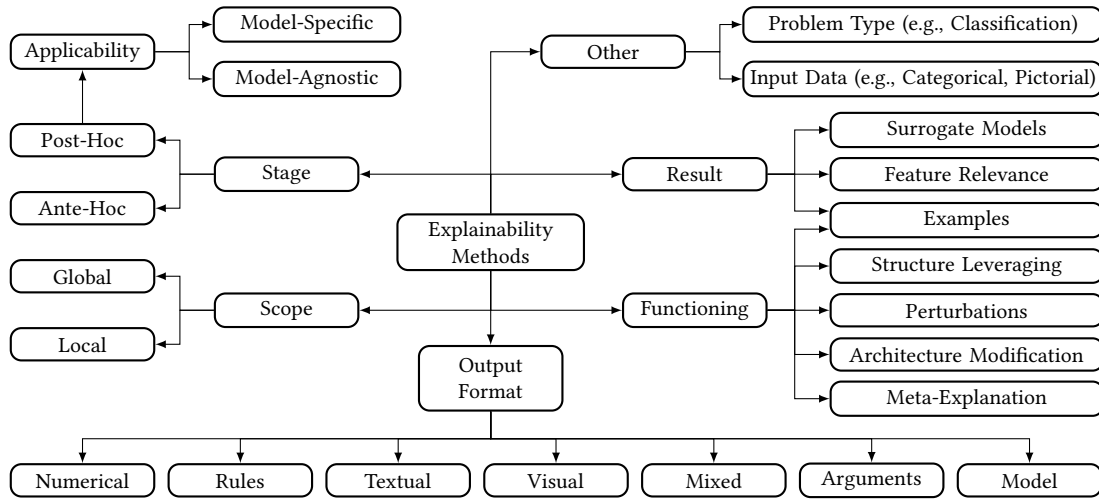 Model-Specific
Applicability
Model-Agnostic
Other
Problem Type (e.g., Classification)
Input Data (e.g., Categorical, Pictorial)
Post-Hoc
Stage
Ante-Hoc
Result
Surrogate Models
Feature Relevance
Examples
Explainability
Methods
Global
Scope
Local
Functioning
Structure Leveraging
Perturbations
Architecture Modification
Meta-Explanation
Output
Format
Numerical
Rules
Textual
Visual
Mixed
Arguments
Model